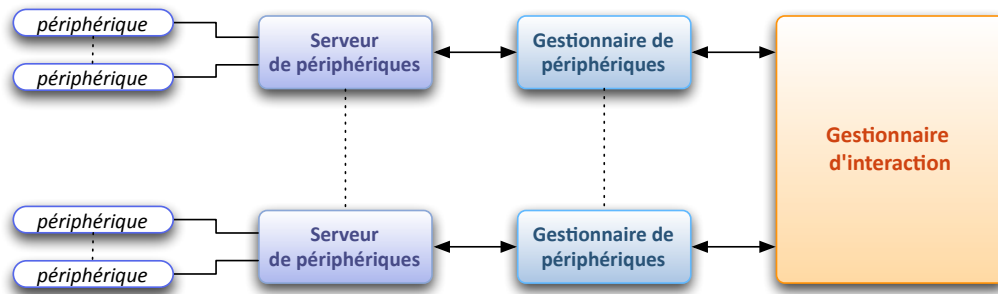 périphérique
périphérique
Serveur
de périphériques
Gestionnaire de
périphériques
Gestionnaire
d'interaction
périphérique
périphérique
Serveur
de périphériques
Gestionnaire de
périphériques